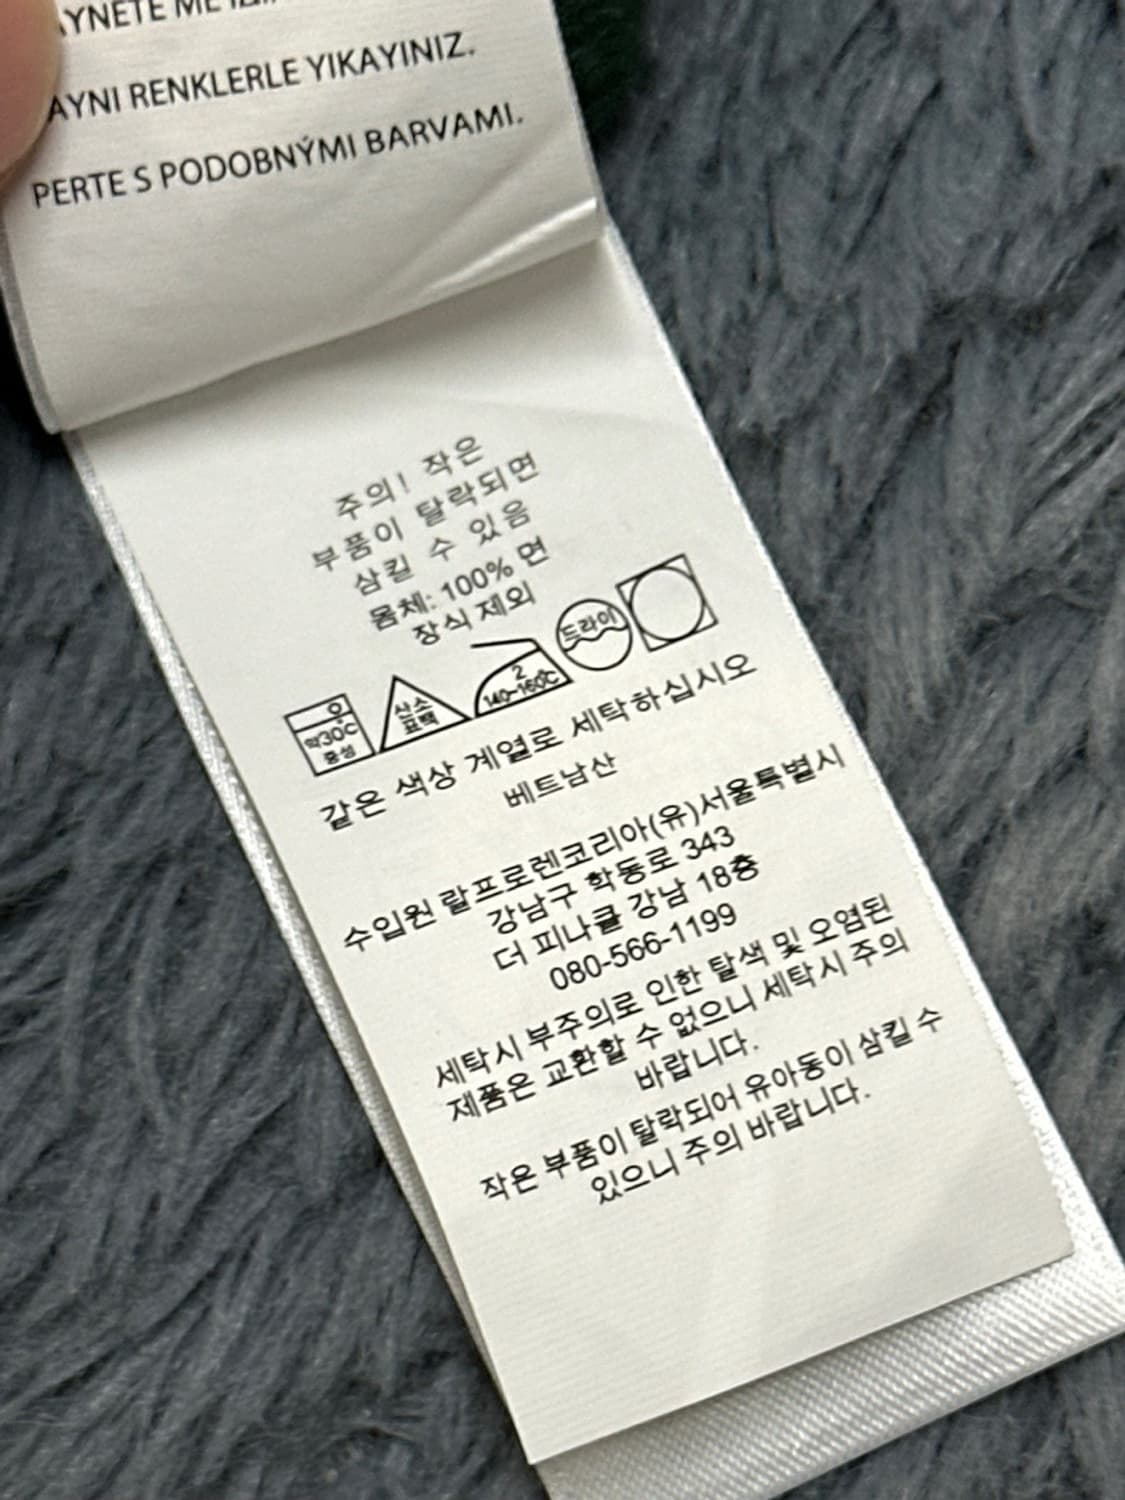 AYNI RENKLERLE YIKAYINIZ.
PERTE S PODOBNÝMI BARVAMI.
주의! 작은
부품이 탈락되면
삼킬 수 있음
몸체: 100% 면
장식 제외
약30℃
중성
산소
표백
2
140~160℃
드라이
같은 색상 계열로 세탁하십시오
베트남산
수입원 랄프로렌코리아(유)서울특별시
강남구 학동로 343
더 피나클 강남 18층
080-566-1199
세탁시 부주의로 인한 탈색 및 오염된
제품은 교환할 수 없으니 세탁시 주의
바랍니다.
작은 부품이 탈락되어 유아동이 삼킬 수
있으니 주의 바랍니다.